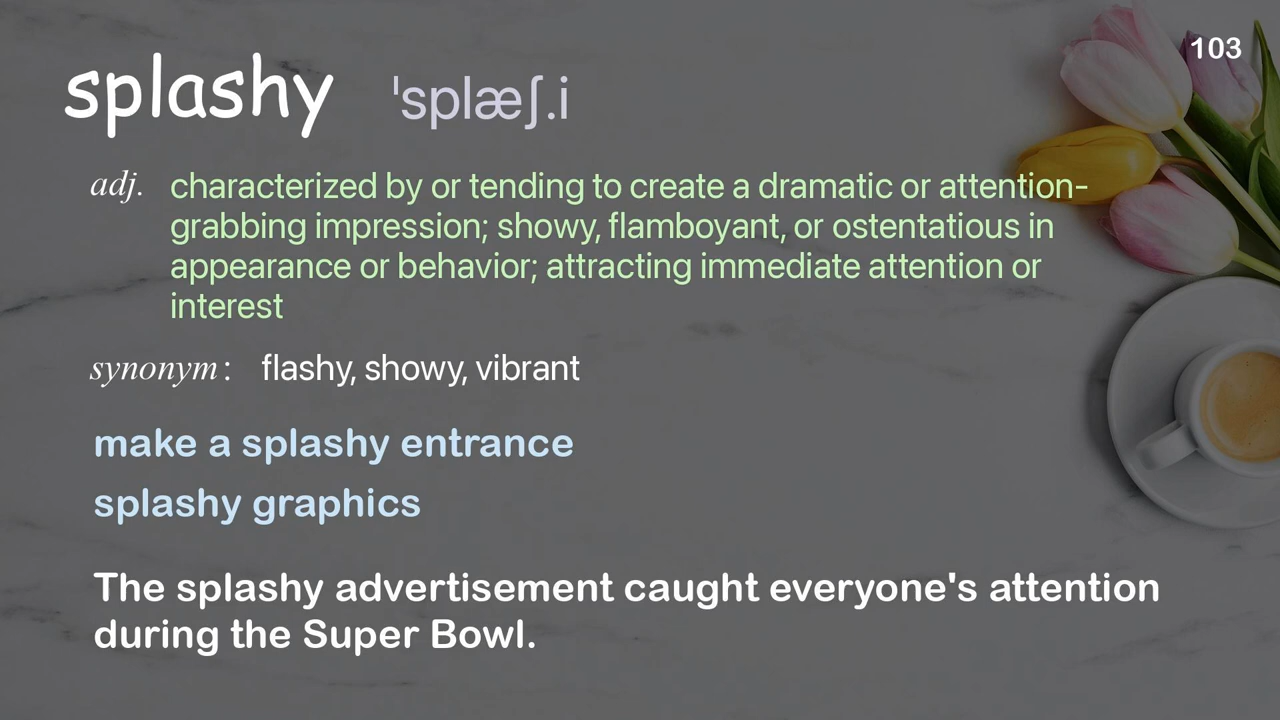 103
splashy ˈsplæʃ.i
adj. characterized by or tending to create a dramatic or attention-
grabbing impression; showy, flamboyant, or ostentatious in
appearance or behavior; attracting immediate attention or
interest
synonym: flashy, showy, vibrant
make a splashy entrance
splashy graphics
The splashy advertisement caught everyone's attention
during the Super Bowl.